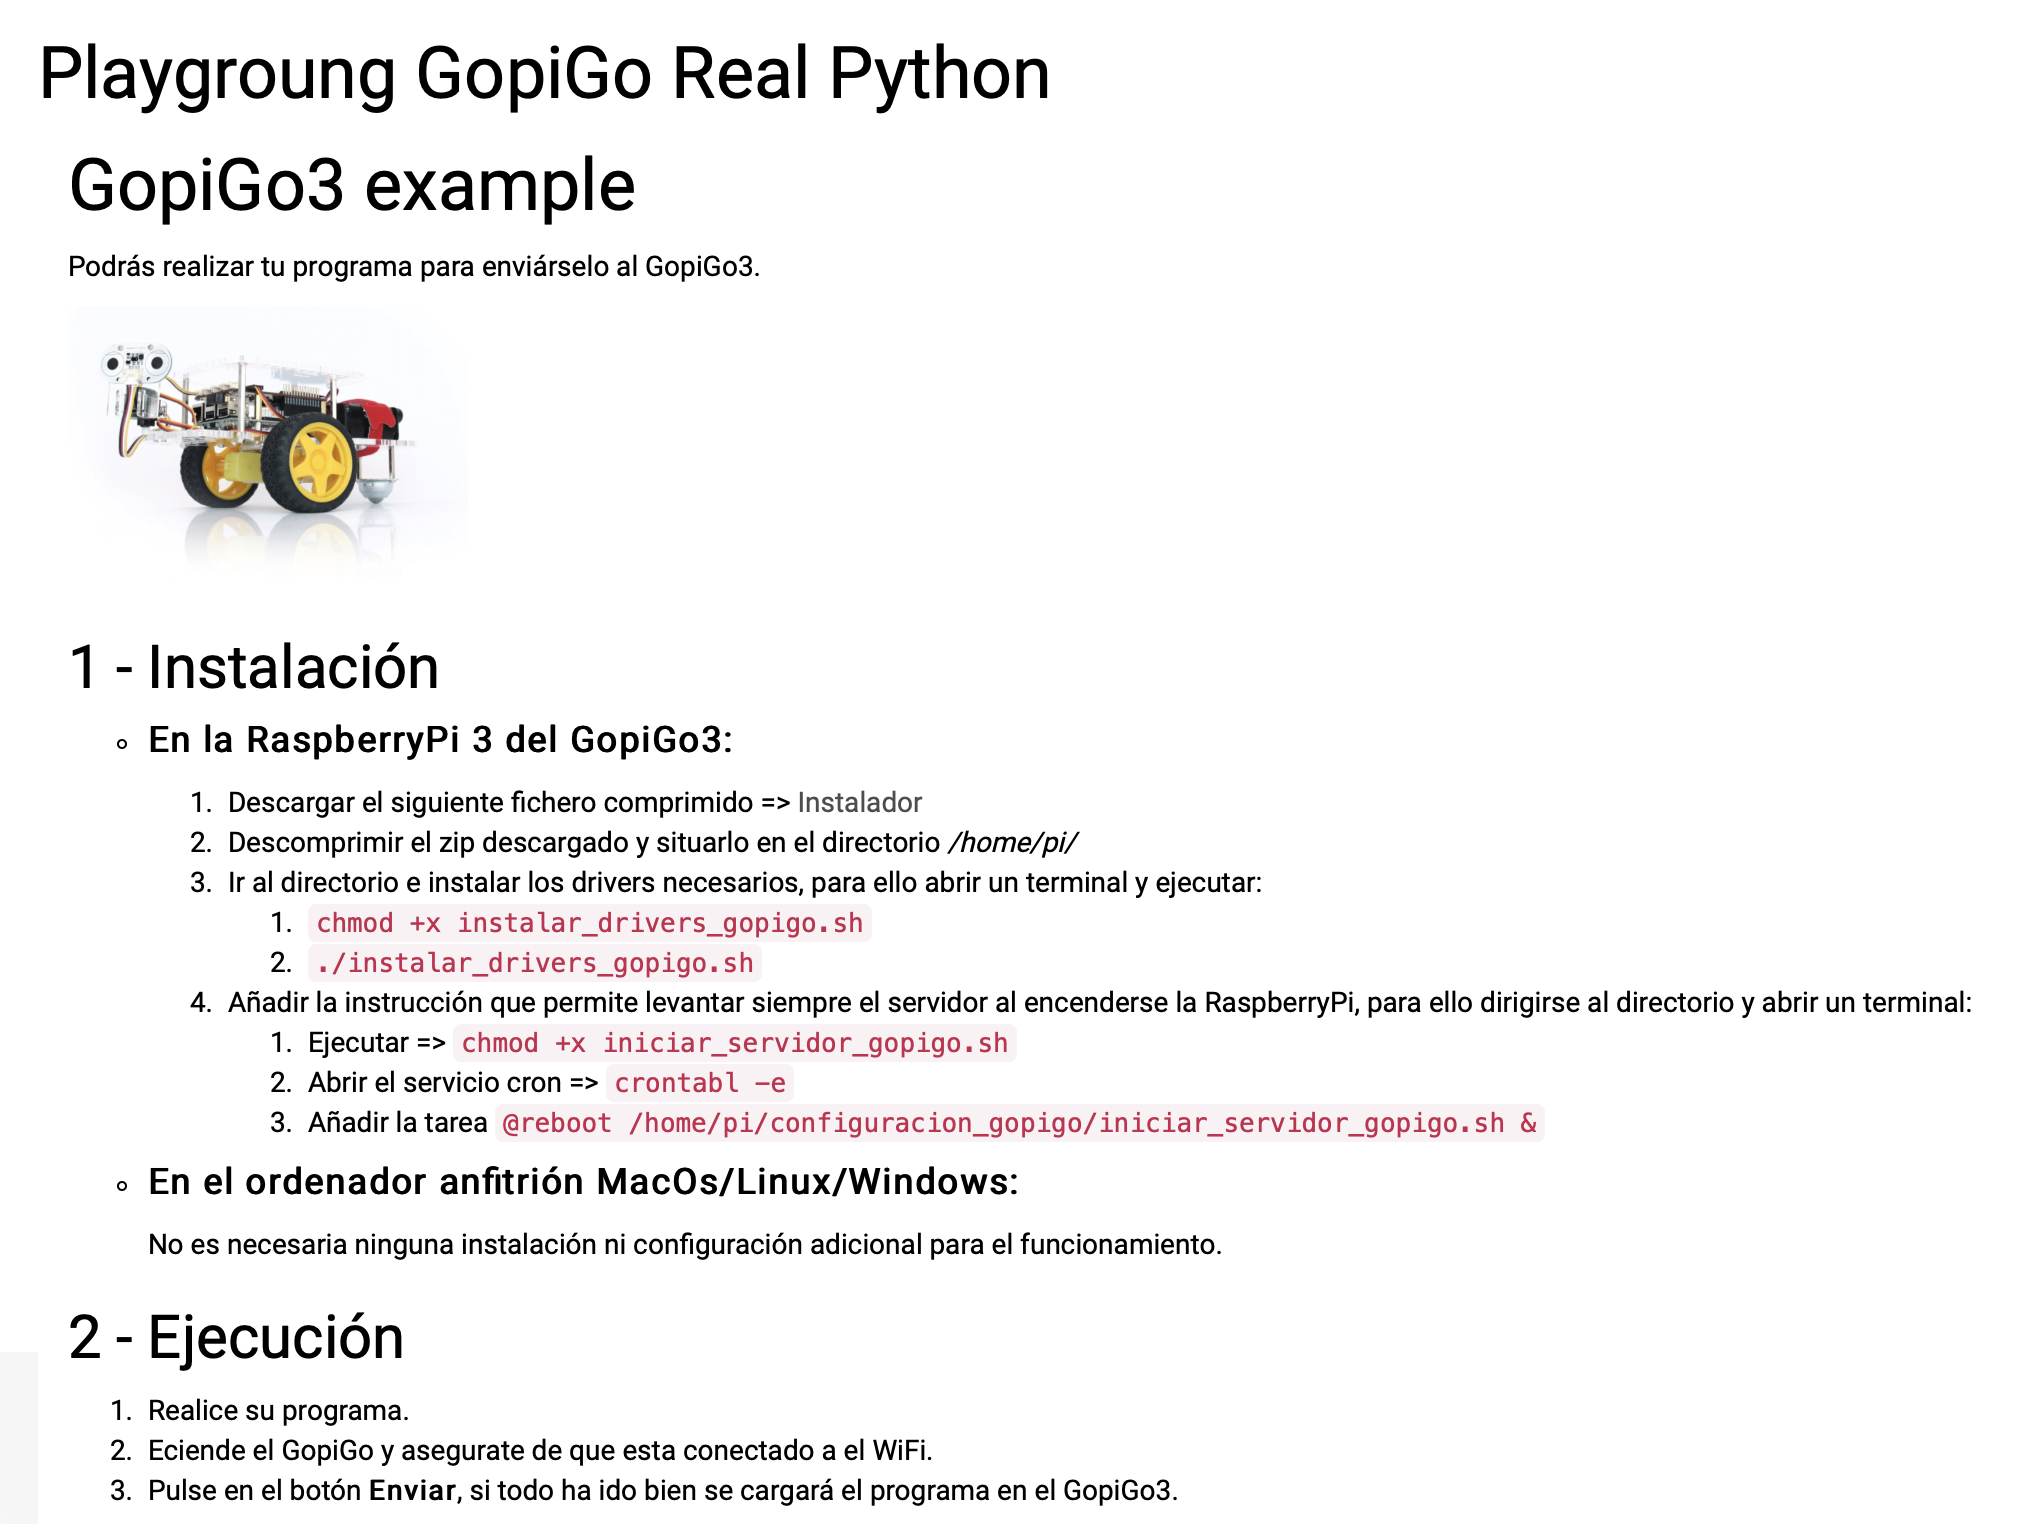 Playgroung GopiGo Real Python
GopiGo3 example
Podrás realizar tu programa para enviárselo al GopiGo3.
1 - Instalación
En la RaspberryPi 3 del GopiGo3:
1. Descargar el siguiente fichero comprimido => Instalador
2. Descomprimir el zip descargado y situarlo en el directorio /home/pi/
3. Ir al directorio e instalar los drivers necesarios, para ello abrir un terminal y ejecutar:
1. chmod +x instalar_drivers_gopigo.sh
2. ./instalar_drivers_gopigo.sh
4. Añadir la instrucción que permite levantar siempre el servidor al encenderse la RaspberryPi, para ello dirigirse al directorio y abrir un terminal:
1. Ejecutar => chmod +x iniciar_servidor_gopigo.sh
2. Abrir el servicio cron => crontabl -e
3. Añadir la tarea @reboot /home/pi/configuracion_gopigo/iniciar_servidor_gopigo.sh &
En el ordenador anfitrión MacOs/Linux/Windows:
No es necesaria ninguna instalación ni configuración adicional para el funcionamiento.
2 - Ejecución
1. Realice su programa.
2. Eciende el GopiGo y asegurate de que esta conectado a el WiFi.
3. Pulse en el botón Enviar, si todo ha ido bien se cargará el programa en el GopiGo3.